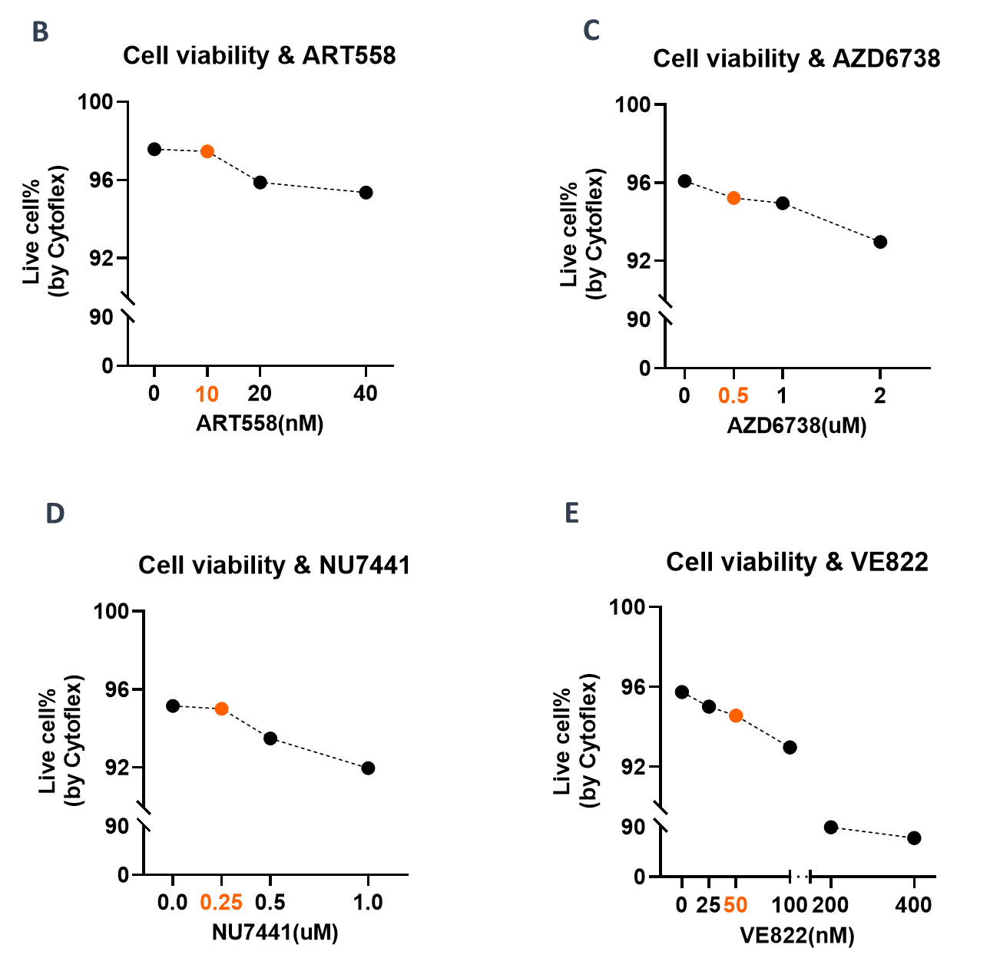 B
Cell viability & ART558
100
96
92
90
0
Live cell%
(by Cytoflex)
0 10 20 40
ART558(nM)
C
Cell viability & AZD6738
100
96
92
90
0
Live cell%
(by Cytoflex)
0 0.5 1 2
AZD6738(uM)
D
Cell viability & NU7441
100
96
92
90
0
Live cell%
(by Cytoflex)
0.0 0.25 0.5 1.0
NU7441(uM)
E
Cell viability & VE822
100
96
92
90
0
Live cell%
(by Cytoflex)
0 25 50 100 200 400
VE822(nM)